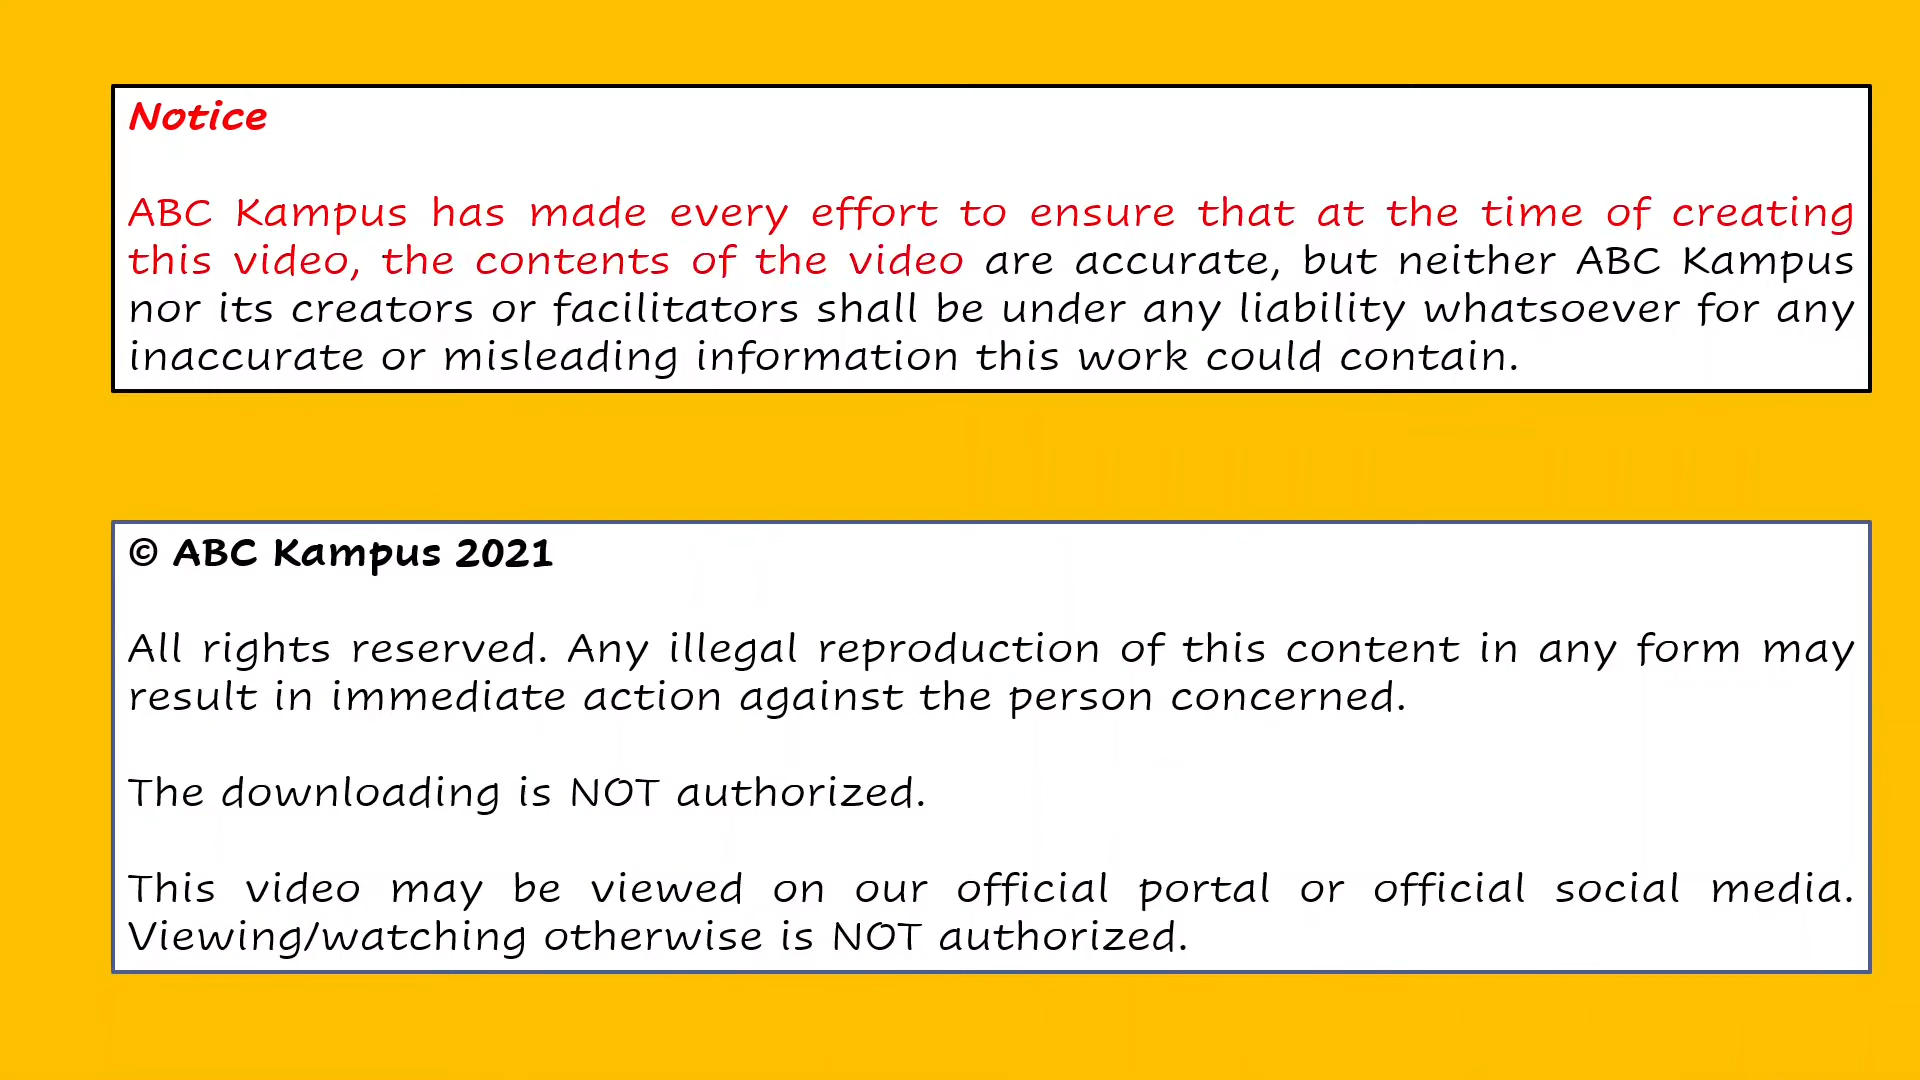 Notice
ABC Kampus has made every effort to ensure that at the time of creating
this video, the contents of the video are accurate, but neither ABC Kampus
nor its creators or facilitators shall be under any liability whatsoever for any
inaccurate or misleading information this work could contain.
© ABC Kampus 2021
All rights reserved. Any illegal reproduction of this content in any form may
result in immediate action against the person concerned.
The downloading is NOT authorized.
This video may be viewed on our official portal or official social media.
Viewing/watching otherwise is NOT authorized.